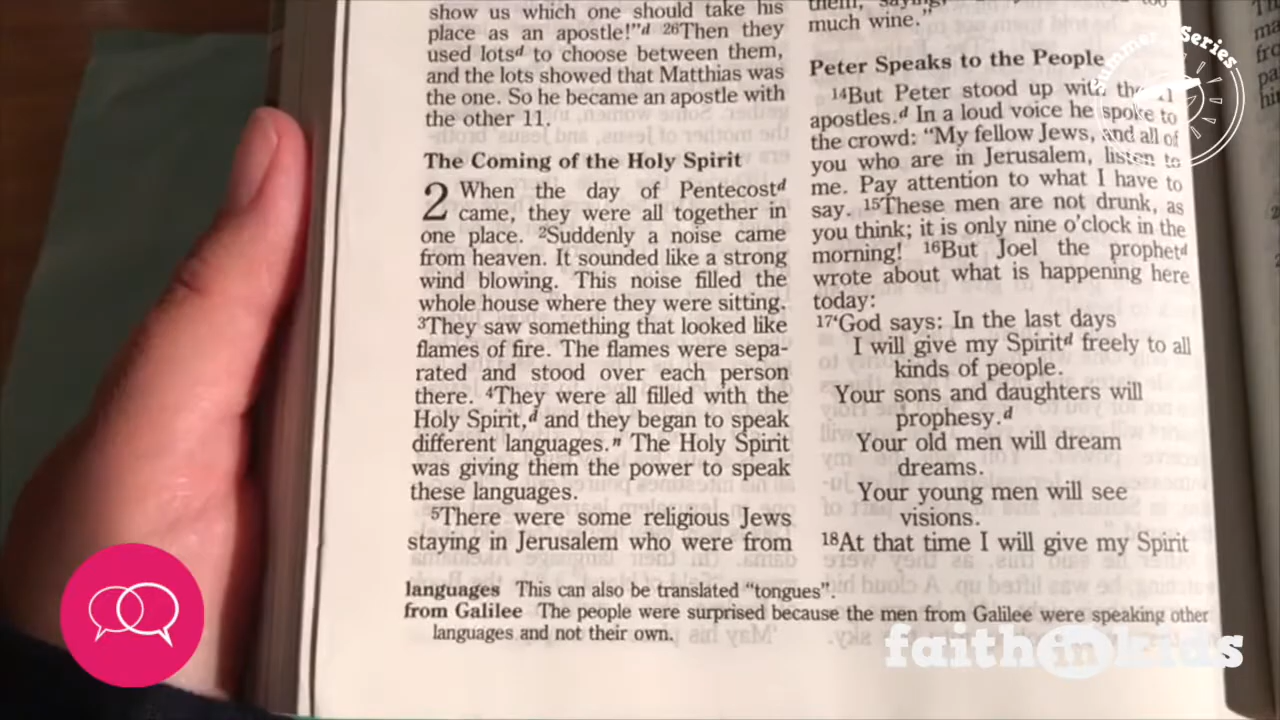 show us which one should take his
place as an apostle!”d 26Then they
used lotsd to choose between them,
and the lots showed that Matthias was
the one. So he became an apostle with
the other 11.
The Coming of the Holy Spirit
2 When the day of Pentecostd
came, they were all together in
one place. 2Suddenly a noise came
from heaven. It sounded like a strong
wind blowing. This noise filled the
whole house where they were sitting.
3They saw something that looked like
flames of fire. The flames were sepa-
rated and stood over each person
there. 4They were all filled with the
Holy Spirit,d and they began to speak
different languages.n The Holy Spirit
was giving them the power to speak
these languages.
5There were some religious Jews
staying in Jerusalem who were from
much wine.”
Peter Speaks to the People
14But Peter stood up with the 11
apostles.d In a loud voice he spoke to
the crowd: “My fellow Jews, and all of
you who are in Jerusalem, listen to
me. Pay attention to what I have to
say. 15These men are not drunk, as
you think; it is only nine o’clock in the
morning! 16But Joel the prophetd
wrote about what is happening here
today:
17‘God says: In the last days
I will give my Spiritd freely to all
kinds of people.
Your sons and daughters will
prophesy.d
Your old men will dream
dreams.
Your young men will see
visions.
18At that time I will give my Spirit
languages This can also be translated “tongues”.
from Galilee The people were surprised because the men from Galilee were speaking other
languages and not their own.
Summer Series
faith in kids